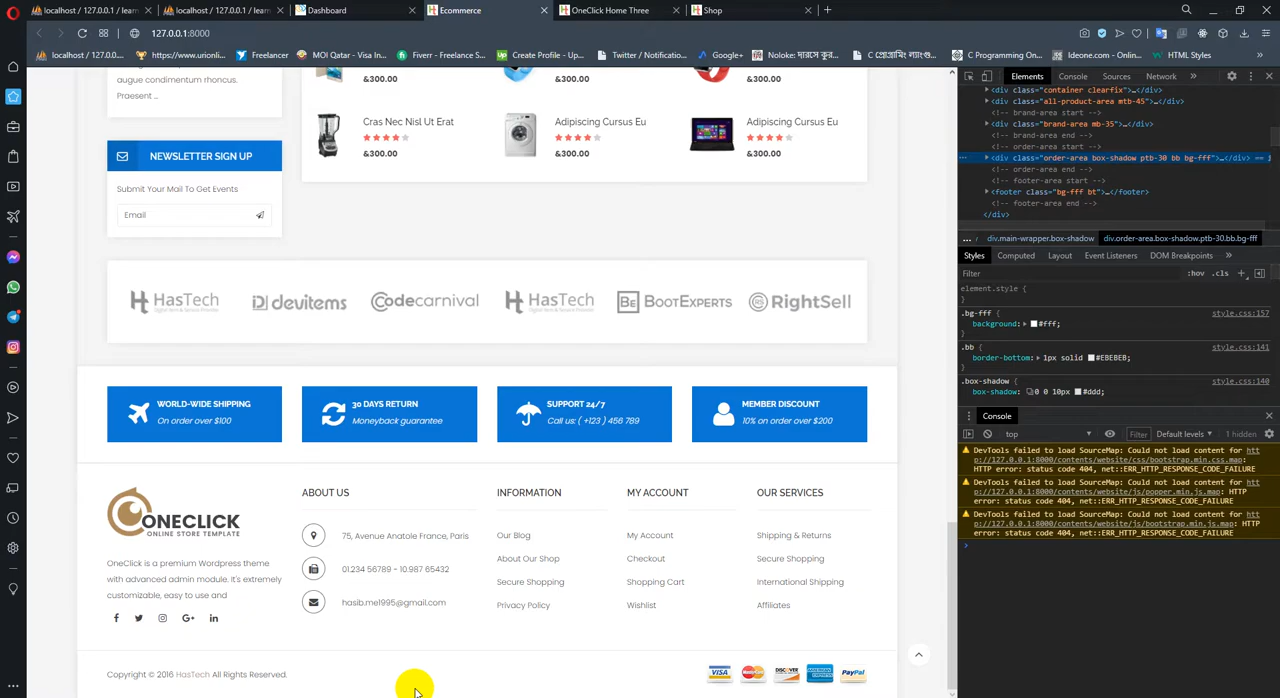 localhost / 127.0.0.1 / lear
localhost / 127.0.0.1 / lear
Dashboard
Ecommerce
OneClick Home Three
Shop
127.0.0.1:8000
localhost / 127.0.0....
https://www.urionli...
Freelancer
MOI Qatar - Visa In...
Fiverr - Freelance S...
Create Profile - Up...
Twitter / Notificatio...
Google+
C Programming On...
Ideone.com - Onlin...
HTML Styles
augue condimentum rhoncus.
Praesent ...
NEWSLETTER SIGN UP
Submit Your Mail To Get Events
Email
&300.00
&300.00
&300.00
Cras Nec Nisl Ut Erat
&300.00
Adipiscing Cursus Eu
&300.00
Adipiscing Cursus Eu
&300.00
HasTech
devitems
Codecarnival
HasTech
BE BOOTEXPERTS
RS RightSell
WORLD-WIDE SHIPPING
On order over $100
30 DAYS RETURN
Moneyback guarantee
SUPPORT 24/7
Call us: ( +123 ) 456 789
MEMBER DISCOUNT
10% on order over $200
ONECLICK
ONLINE STORE TEMPLATE
OneClick is a premium Wordpress theme
with advanced admin module. It's extremely
customizable, easy to use and
ABOUT US
75, Avenue Anatole France, Paris
01.234 56789 - 10.987 65432
hasib.me1995@gmail.com
INFORMATION
Our Blog
About Our Shop
Secure Shopping
Privacy Policy
MY ACCOUNT
My Account
Checkout
Shopping Cart
Wishlist
OUR SERVICES
Shipping & Returns
Secure Shopping
International Shipping
Affiliates
Copyright © 2016 HasTech All Rights Reserved.
VISA
MasterCard
DISCOVER
PayPal
Elements
Console
Sources
Network
<div class="container clearfix">…</div>
<div class="all-product-area mtb-45">…</div>
<!-- brand-area start -->
<div class="brand-area mb-35">…</div>
<!-- brand-area end -->
<!-- order-area start -->
<div class="order-area box-shadow ptb-30 bb bg-fff">…</div> ==
<!-- order-area end -->
<!-- footer-area start -->
<footer class="bg-fff bt">…</footer>
<!-- footer-area end -->
</div>
... div.main-wrapper.box-shadow div.order-area.box-shadow.ptb-30.bb.bg-fff
Styles
Computed
Layout
Event Listeners
DOM Breakpoints
Filter
:hov .cls
element.style {
}
.bg-fff {
style.css:157
background: #fff;
}
.bb {
style.css:141
border-bottom: 1px solid #EBEBEB;
}
.box-shadow {
style.css:140
box-shadow: 0 0 10px #ddd;
Console
top
Filter
Default levels
1 hidden
DevTools failed to load SourceMap: Could not load content for htt
p://127.0.0.1:8000/contents/website/css/bootstrap.min.css.map:
HTTP error: status code 404, net::ERR_HTTP_RESPONSE_CODE_FAILURE
DevTools failed to load SourceMap: Could not load content for htt
p://127.0.0.1:8000/contents/website/js/popper.min.js.map: HTTP
error: status code 404, net::ERR_HTTP_RESPONSE_CODE_FAILURE
DevTools failed to load SourceMap: Could not load content for htt
p://127.0.0.1:8000/contents/website/js/bootstrap.min.js.map: HTTP
error: status code 404, net::ERR_HTTP_RESPONSE_CODE_FAILURE